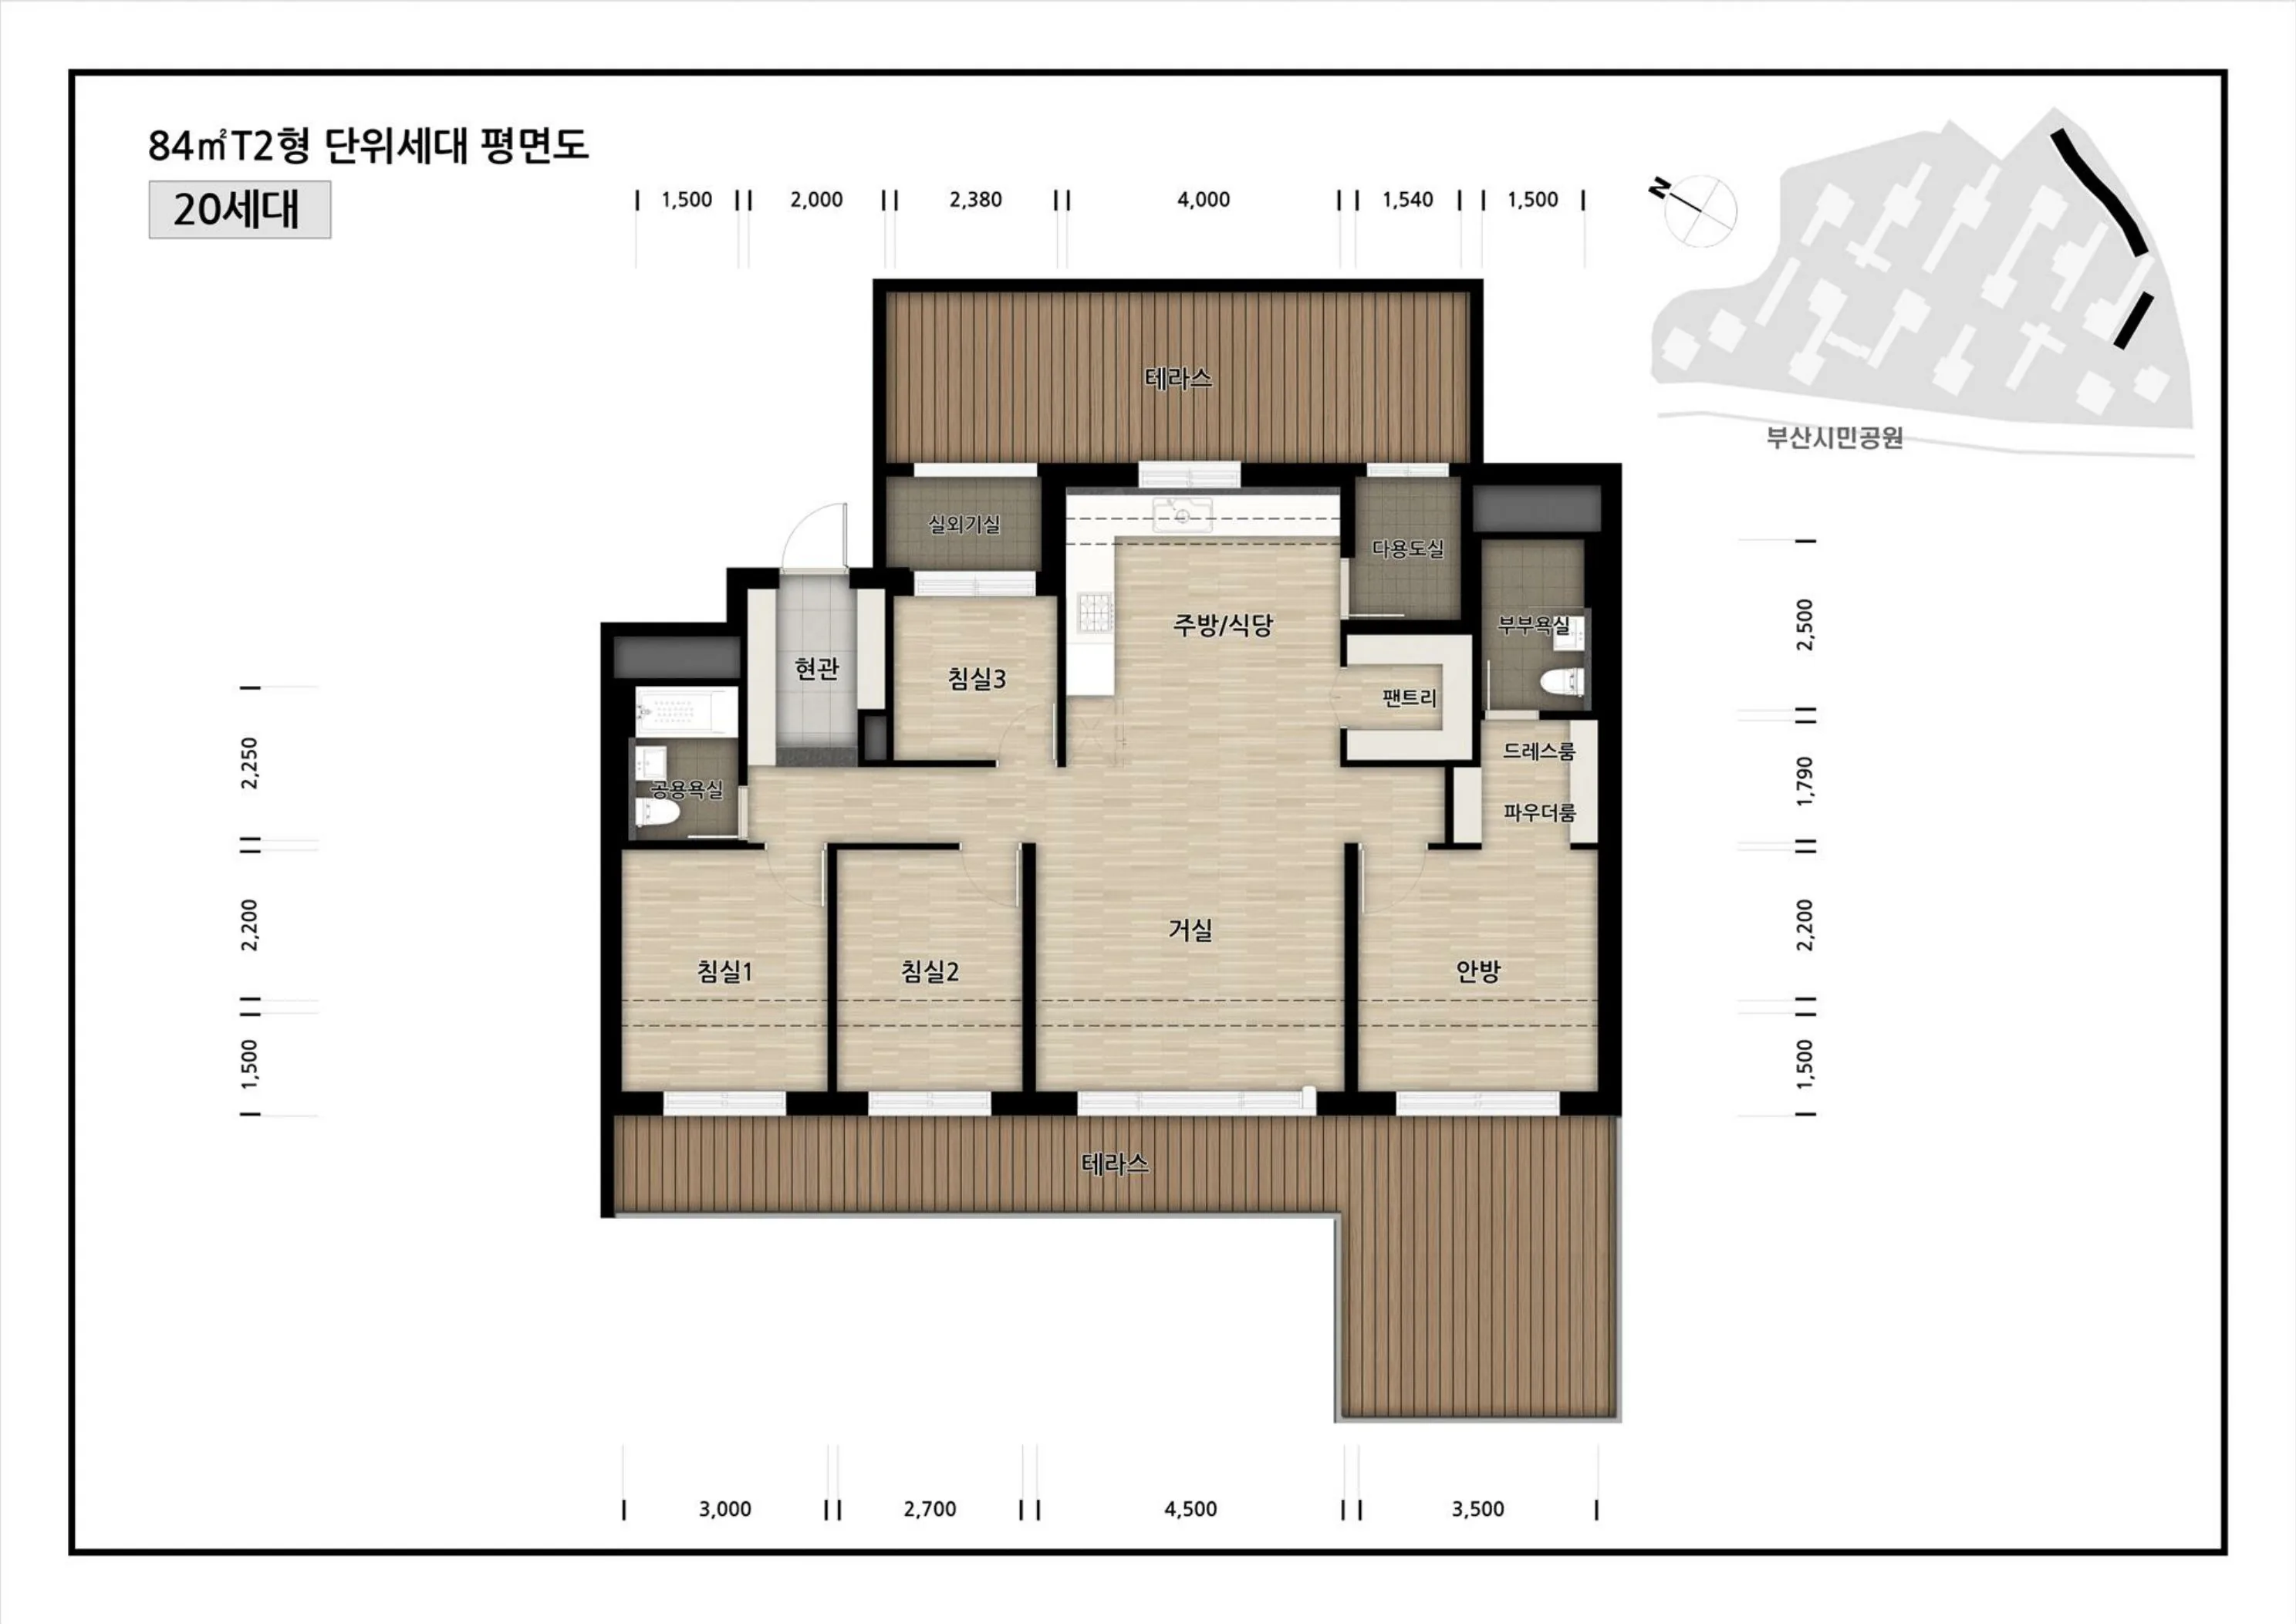 84㎡T2형 단위세대 평면도
20세대
1,500 2,000 2,380 4,000 1,540 1,500
N
부산시민공원
테라스
실외기실
다용도실
주방/식당
부부욕실
현관
침실3
팬트리
드레스룸
공용욕실
파우더룸
거실
침실1
침실2
안방
테라스
2,250
2,200
1,500
2,500
1,790
2,200
1,500
3,000 2,700 4,500 3,500